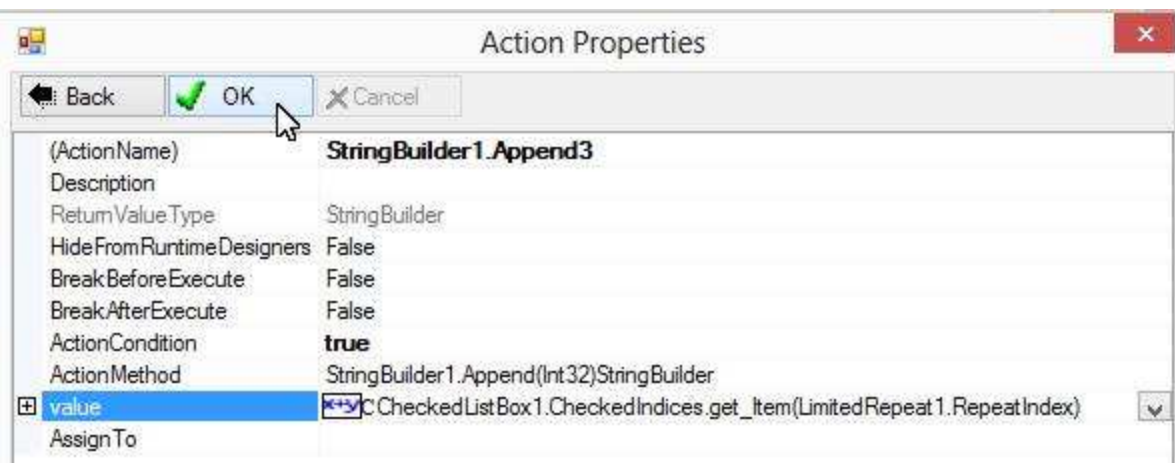 Action Properties
Back OK Cancel
(ActionName) StringBuilder1.Append3
Description
ReturnValueType StringBuilder
HideFromRuntimeDesigners False
BreakBeforeExecute False
BreakAfterExecute False
ActionCondition true
ActionMethod StringBuilder1.Append(Int32)StringBuilder
value x+y C CheckedListBox1.CheckedIndices.get_Item(LimitedRepeat1.RepeatIndex)
AssignTo